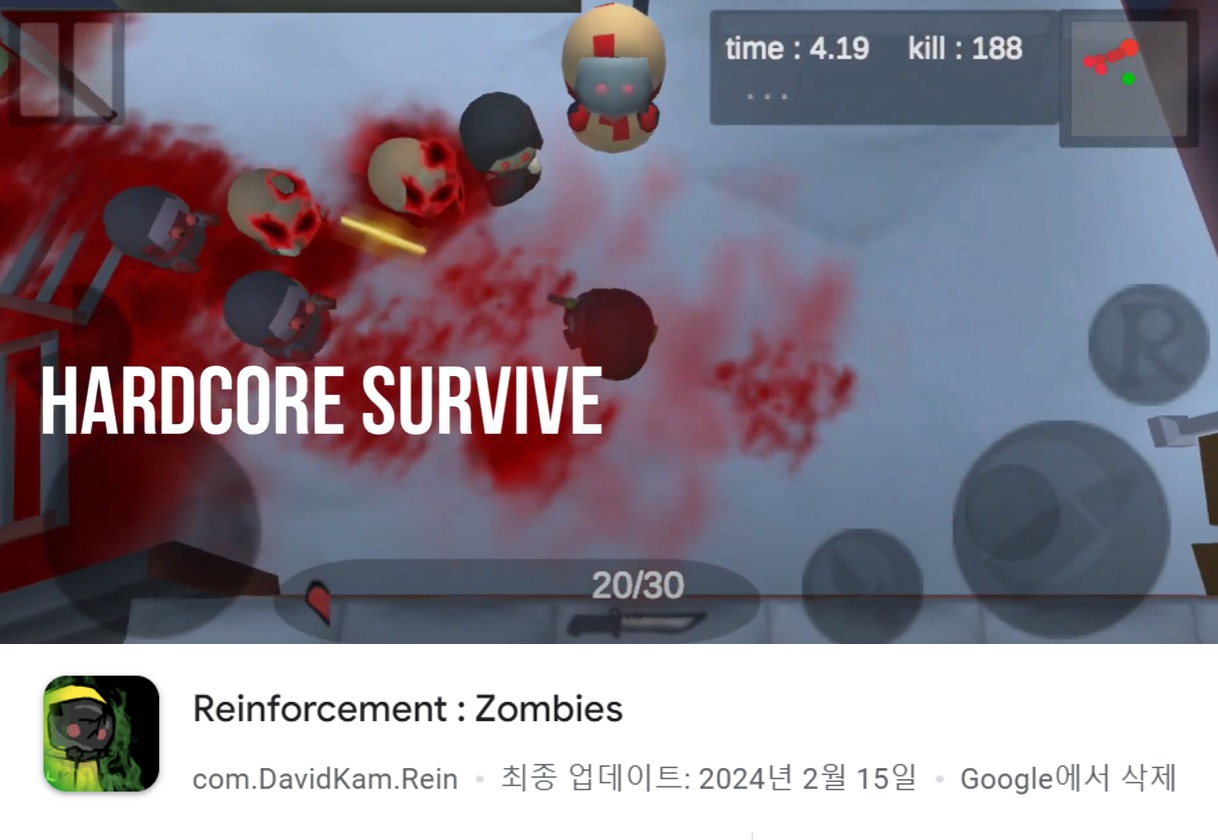 time : 4.19 kill : 188
...
R
HARDCORE SURVIVE
20/30
Reinforcement : Zombies
com.DavidKam.Rein • 최종 업데이트: 2024년 2월 15일 • Google에서 삭제